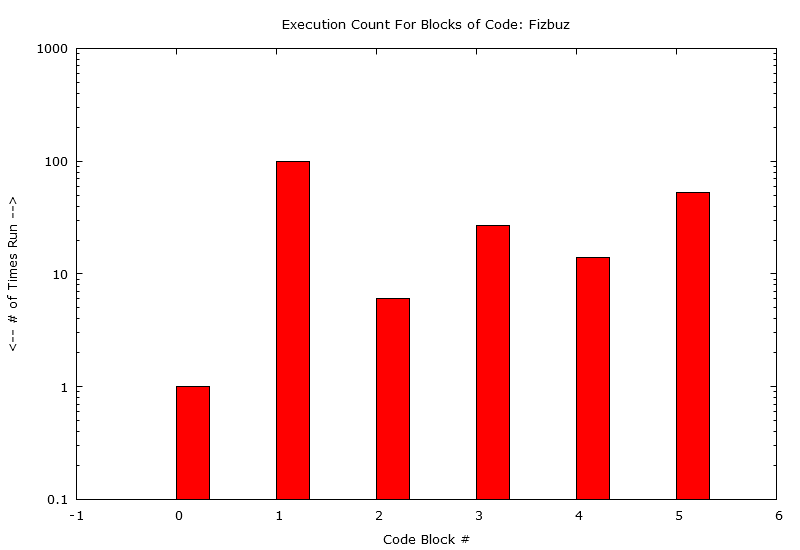 Execution Count For Blocks of Code: Fizbuz
1000
100
10
1
0.1
<-- # of Times Run -->
-1 0 1 2 3 4 5 6
Code Block #